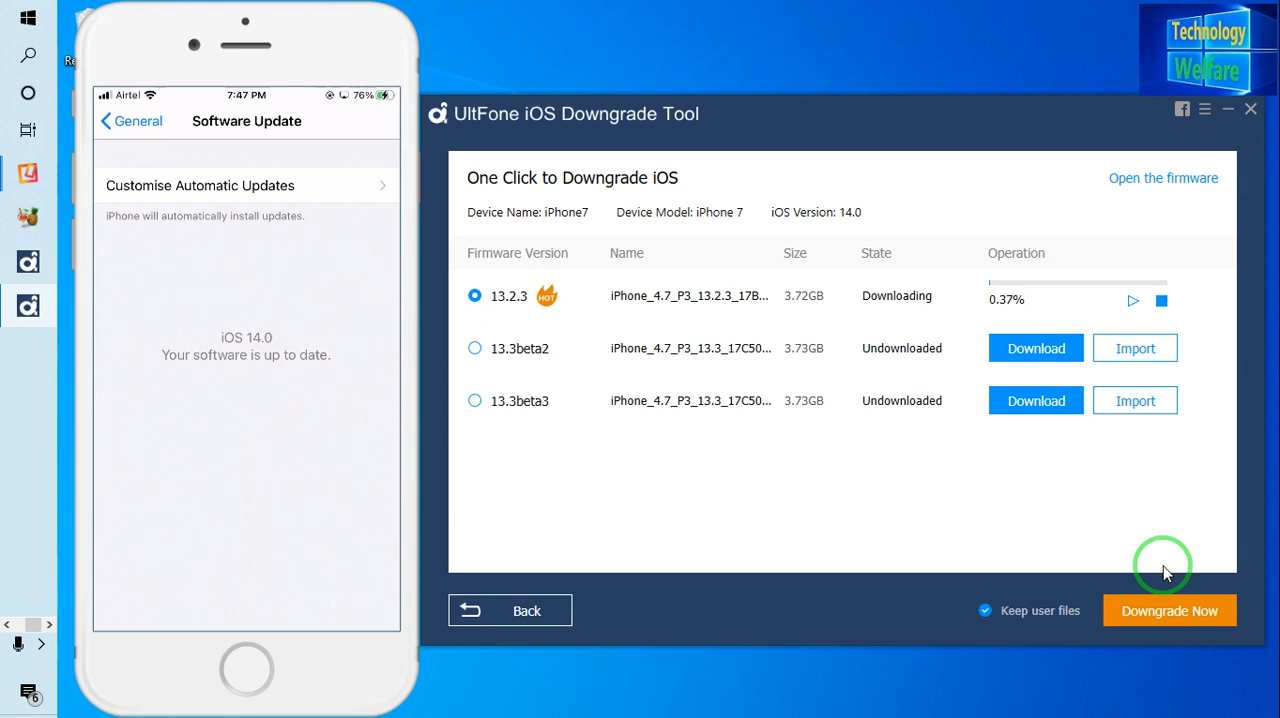 Re
Airtel
7:47 PM
76%
General
Software Update
Customise Automatic Updates
iPhone will automatically install updates.
iOS 14.0
Your software is up to date.
Technology
Welfare
UltFone iOS Downgrade Tool
One Click to Downgrade iOS
Open the firmware
Device Name: iPhone7 Device Model: iPhone 7 iOS Version: 14.0
Firmware Version Name Size State Operation
13.2.3 HOT iPhone_4.7_P3_13.2.3_17B... 3.72GB Downloading 0.37%
13.3beta2 iPhone_4.7_P3_13.3_17C50... 3.73GB Undownloaded Download Import
13.3beta3 iPhone_4.7_P3_13.3_17C50... 3.73GB Undownloaded Download Import
Back
Keep user files
Downgrade Now
6